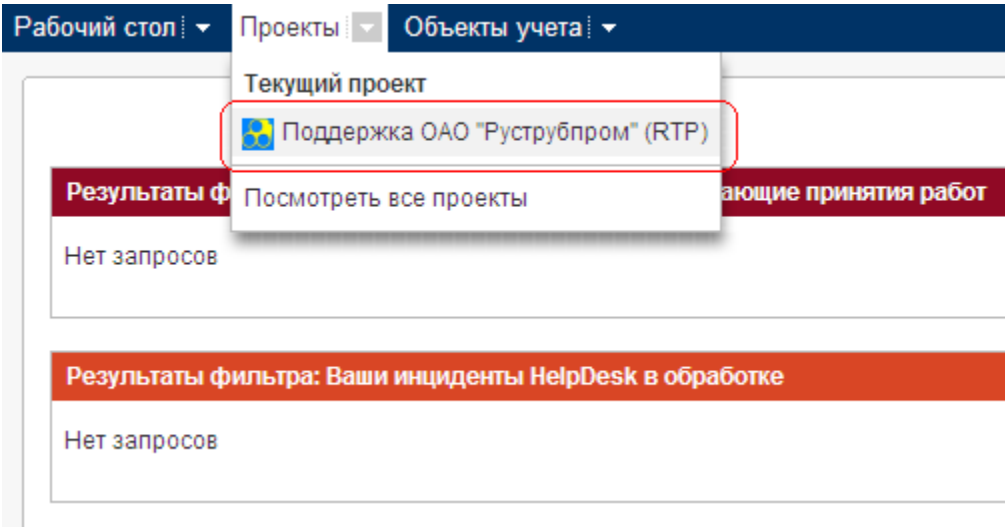 Рабочий стол Проекты Объекты учета
Текущий проект
Поддержка ОАО "Руструбпром" (RTP)
Посмотреть все проекты
Результаты ф ающие принятия работ
Нет запросов
Результаты фильтра: Ваши инциденты HelpDesk в обработке
Нет запросов